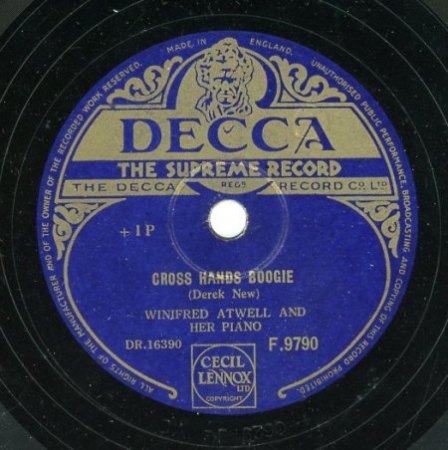 MADE IN ENGLAND.
ALL RIGHTS OF THE MANUFACTURER AND OF THE OWNER OF THE RECORDED WORK RESERVED.
UNAUTHORISED PUBLIC PERFORMANCE, BROADCASTING AND COPYING OF THIS RECORD PROHIBITED.
DECCA
THE SUPREME RECORD
THE DECCA REGD RECORD CO. LTD
+1P
CROSS HANDS BOOGIE
(Derek New)
WINIFRED ATWELL AND
HER PIANO
DR.16390 F.9790
CECIL
LENNOX
LTD
COPYRIGHT